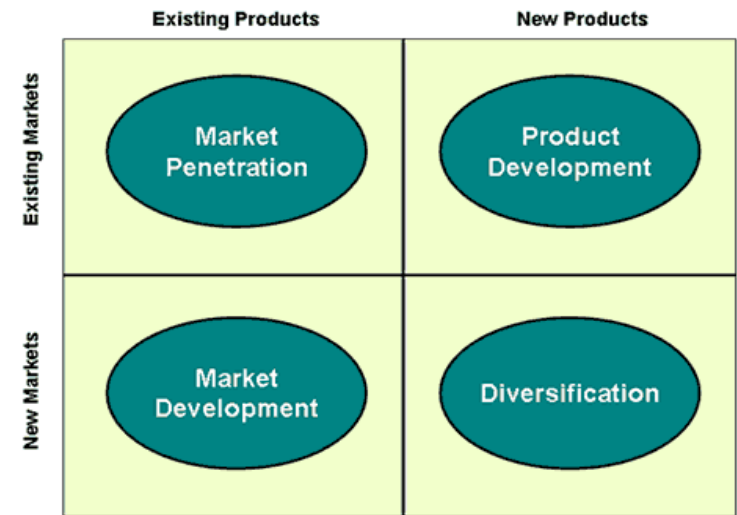 Existing Products
New Products
Existing Markets
Market
Penetration
Product
Development
New Markets
Market
Development
Diversification